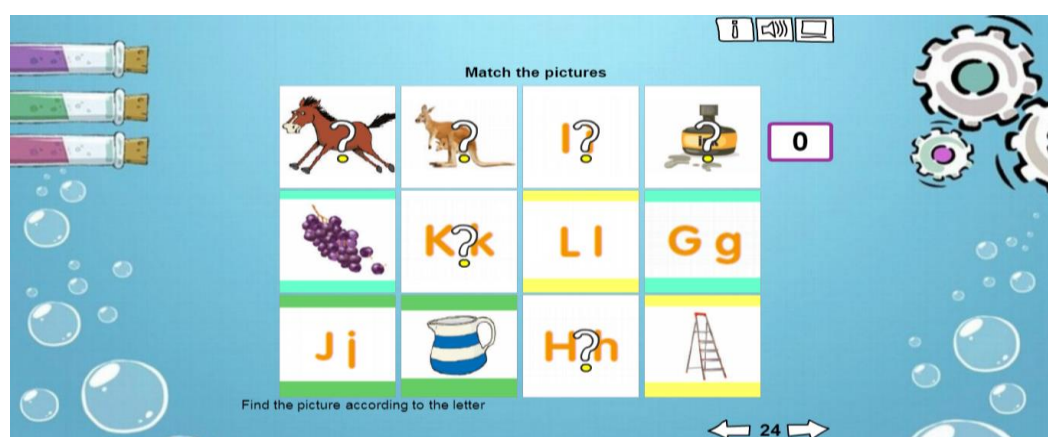 Match the pictures
I ?
0
K k
L l
G g
J j
H h
Find the picture according to the letter
24